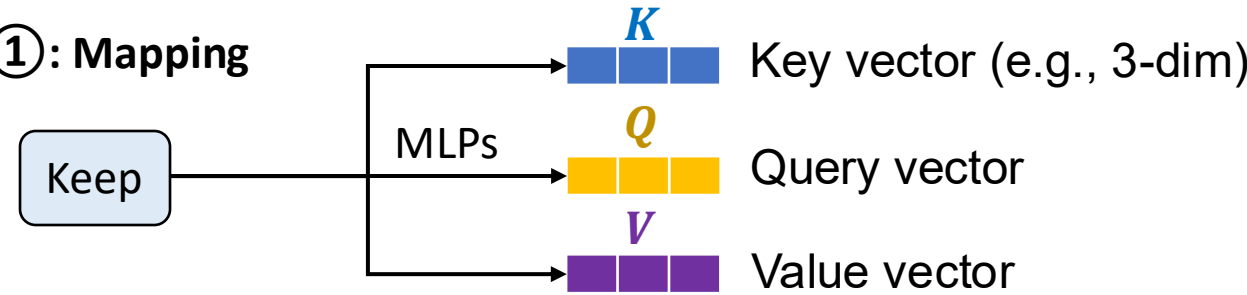 ①: Mapping
K
Key vector (e.g., 3-dim)
Keep
MLPs
Q
Query vector
V
Value vector